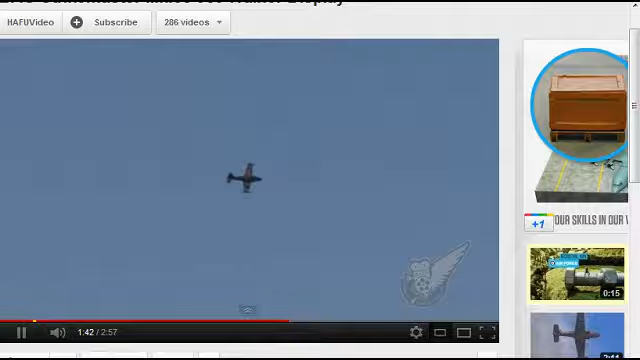 HAFUVideo
Subscribe
286 videos
+1
OUR SKILLS IN OUR
1:42 / 2:57
0:15